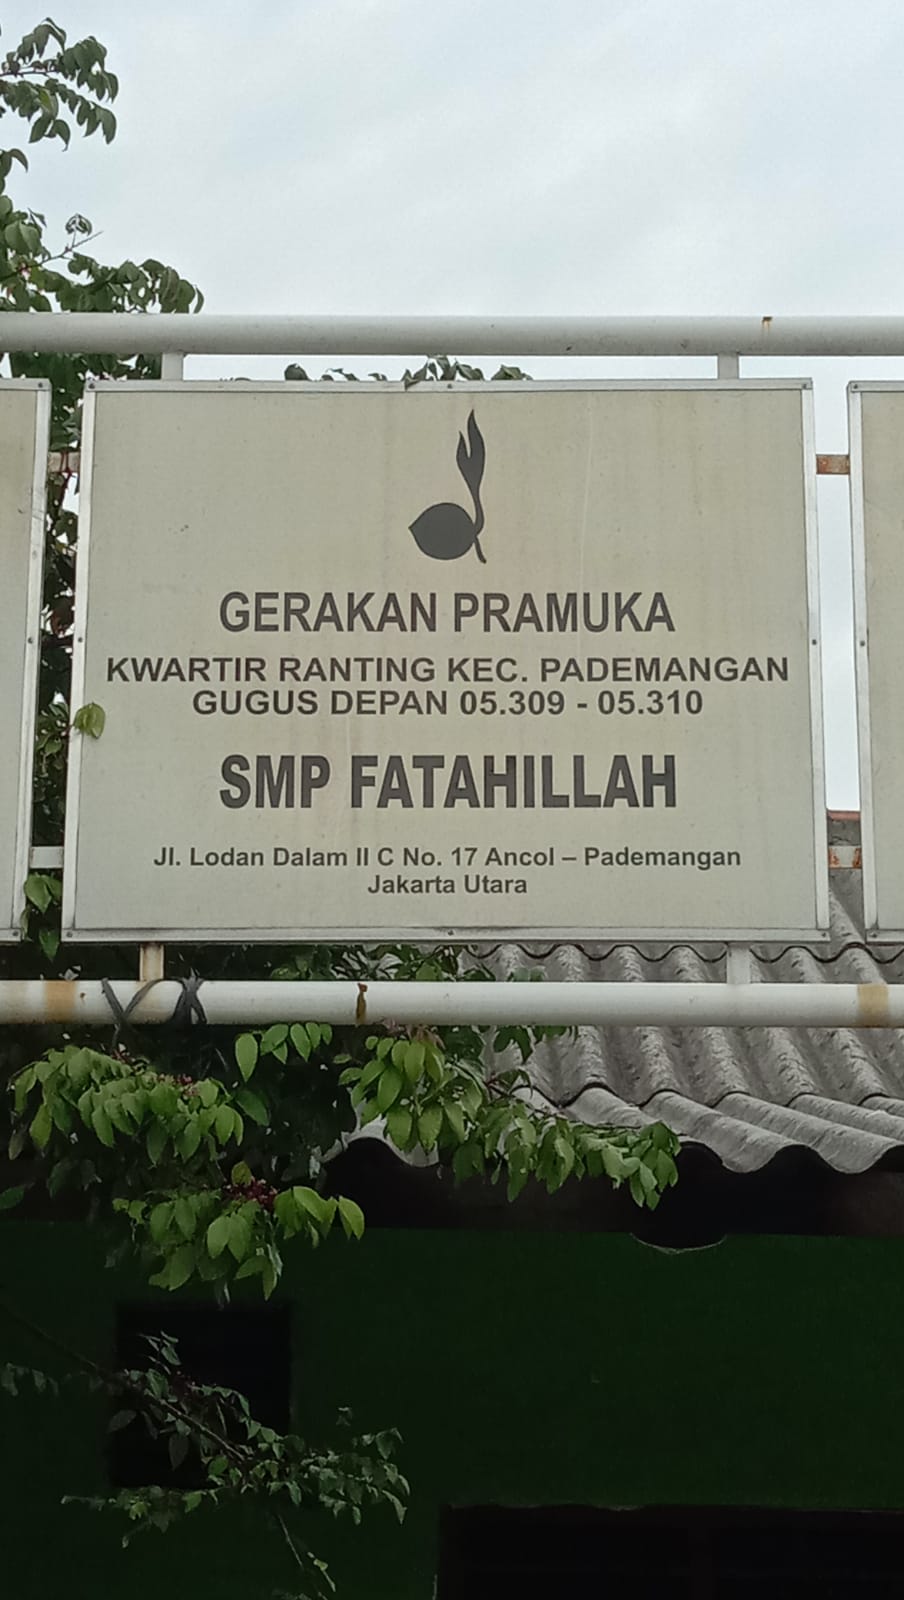 GERAKAN PRAMUKA
KWARTIR RANTING KEC. PADEMANGAN
GUGUS DEPAN 05.309 - 05.310
SMP FATAHILLAH
Jl. Lodan Dalam II C No. 17 Ancol – Pademangan
Jakarta Utara